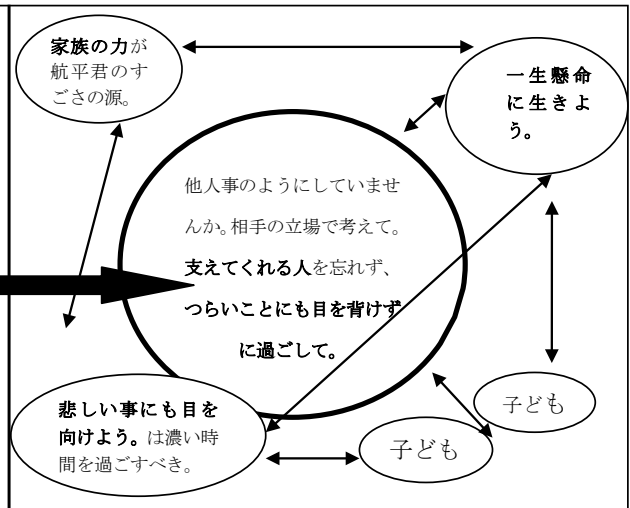 家族の力が
航平君のす
ごさの源。
一生懸命
に生きよ
う。
他人事のようにしていませ
んか。相手の立場で考えて。
支えてくれる人を忘れず、
つらいことにも目を背けず
に過ごして。
悲しい事にも目を
向けよう。は濃い時
間を過ごすべき。
子ども
子ども